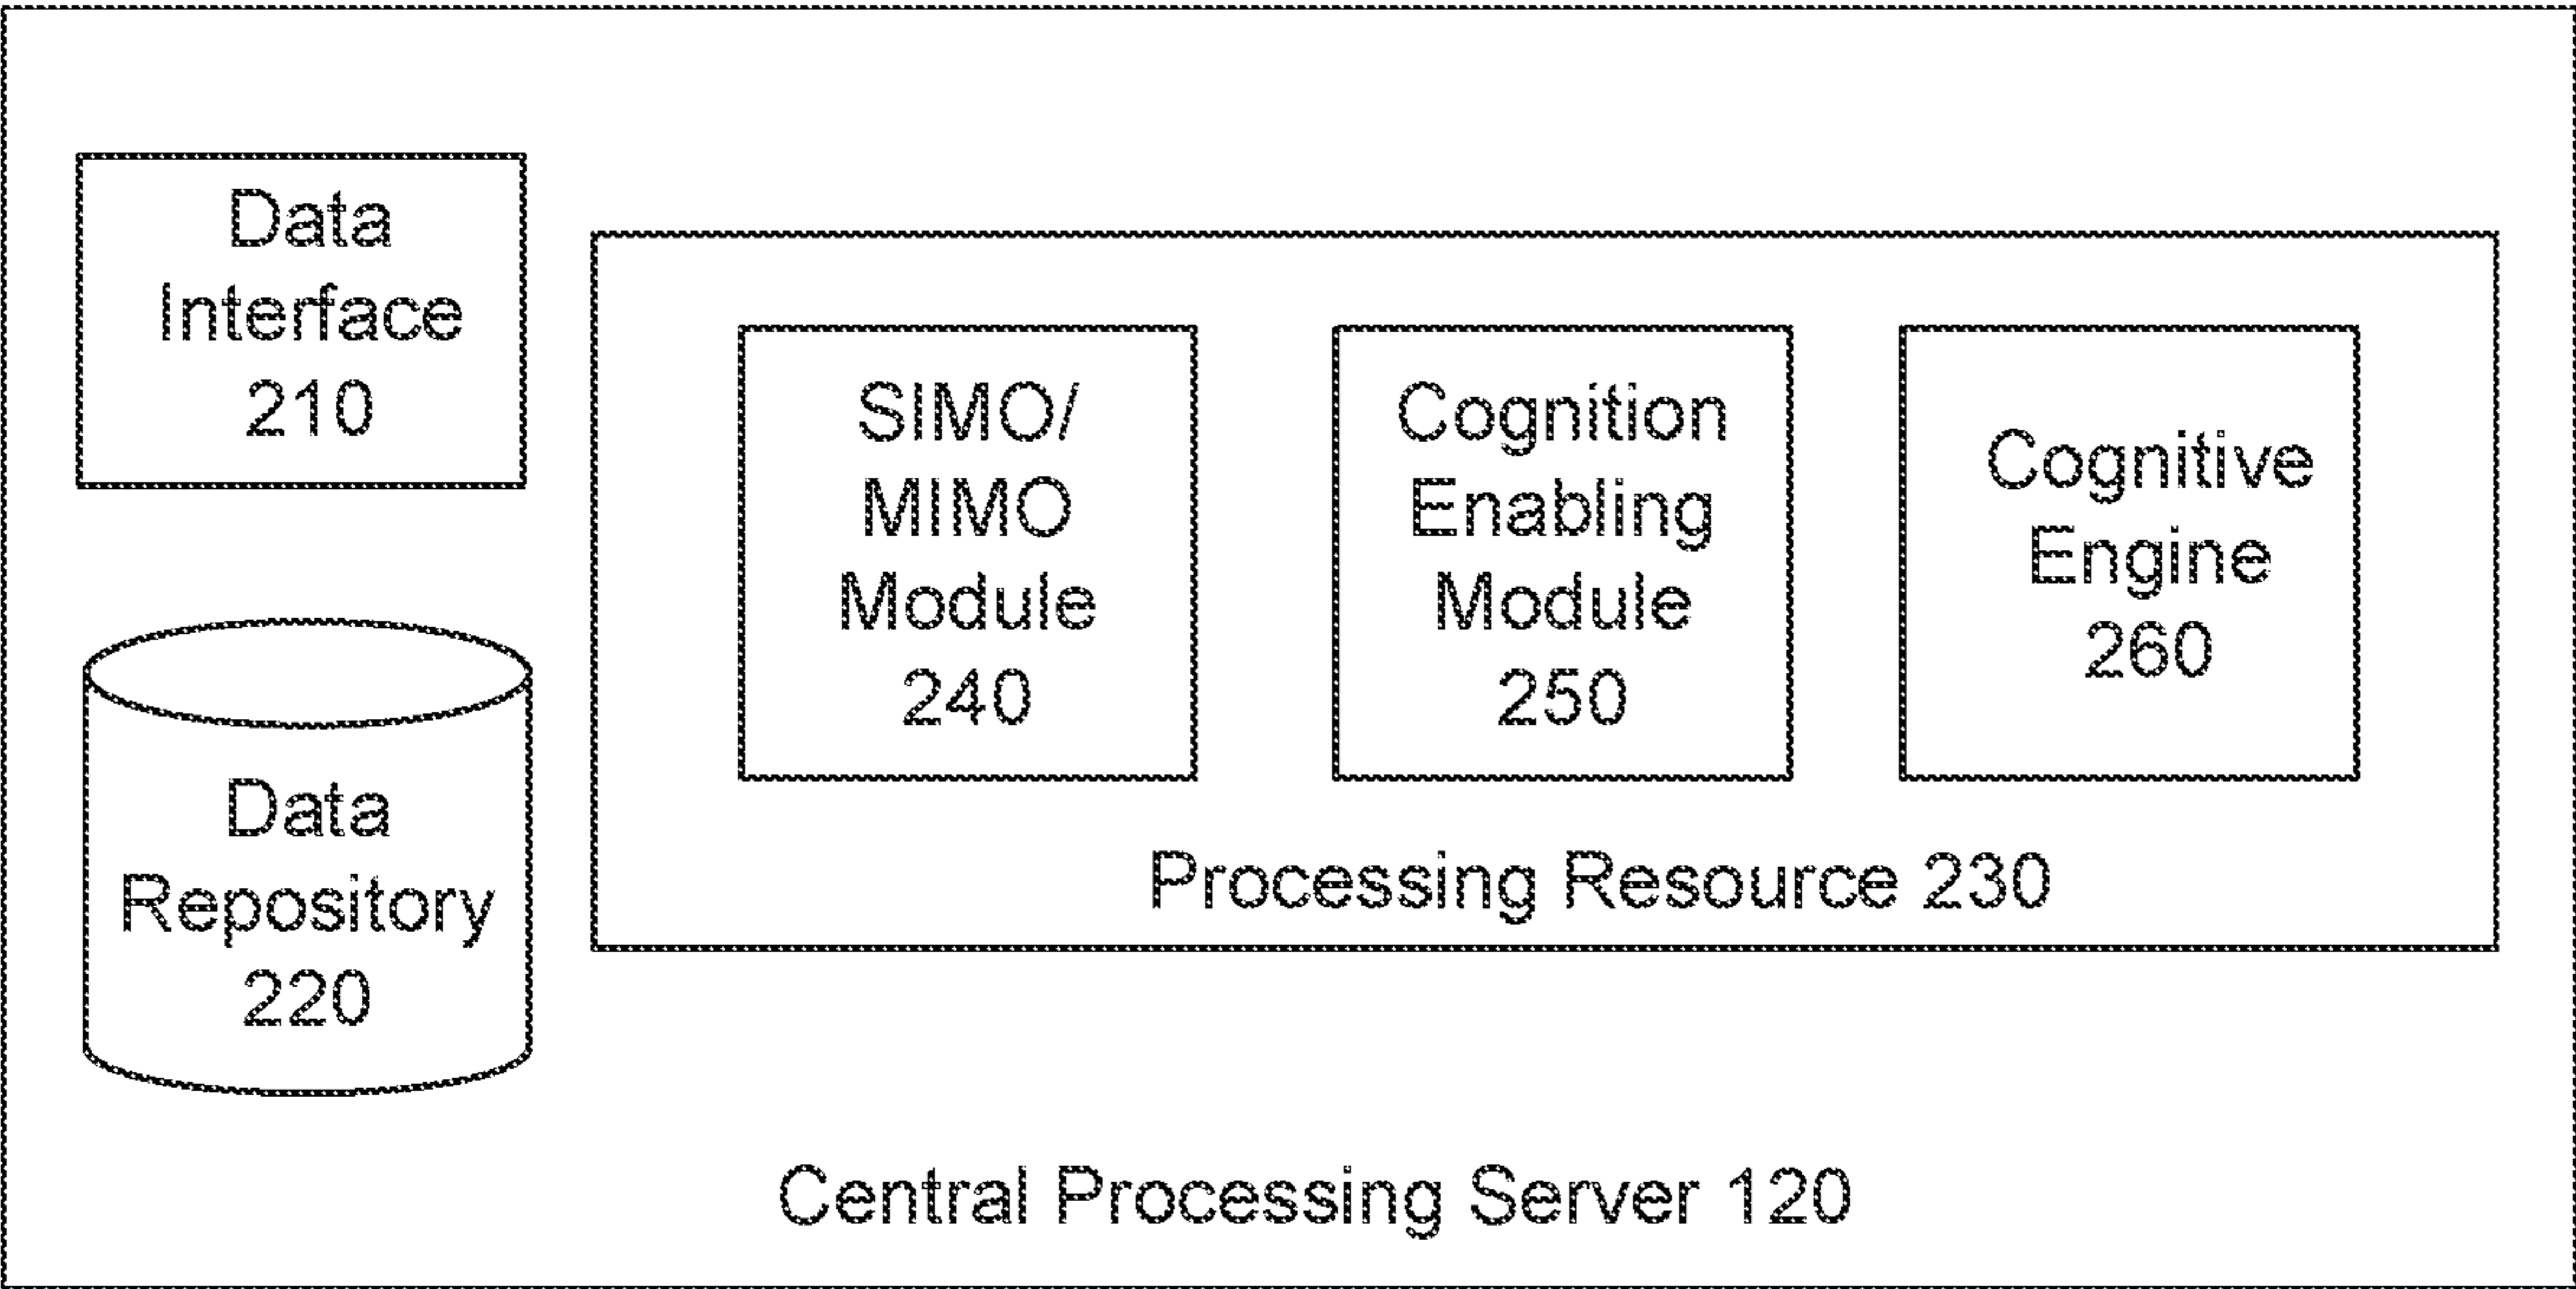 Data
Interface
210
Data
Repository
220
SIMO/
MIMO
Module
240
Cognition
Enabling
Module
250
Cognitive
Engine
260
Processing Resource 230
Central Processing Server 120